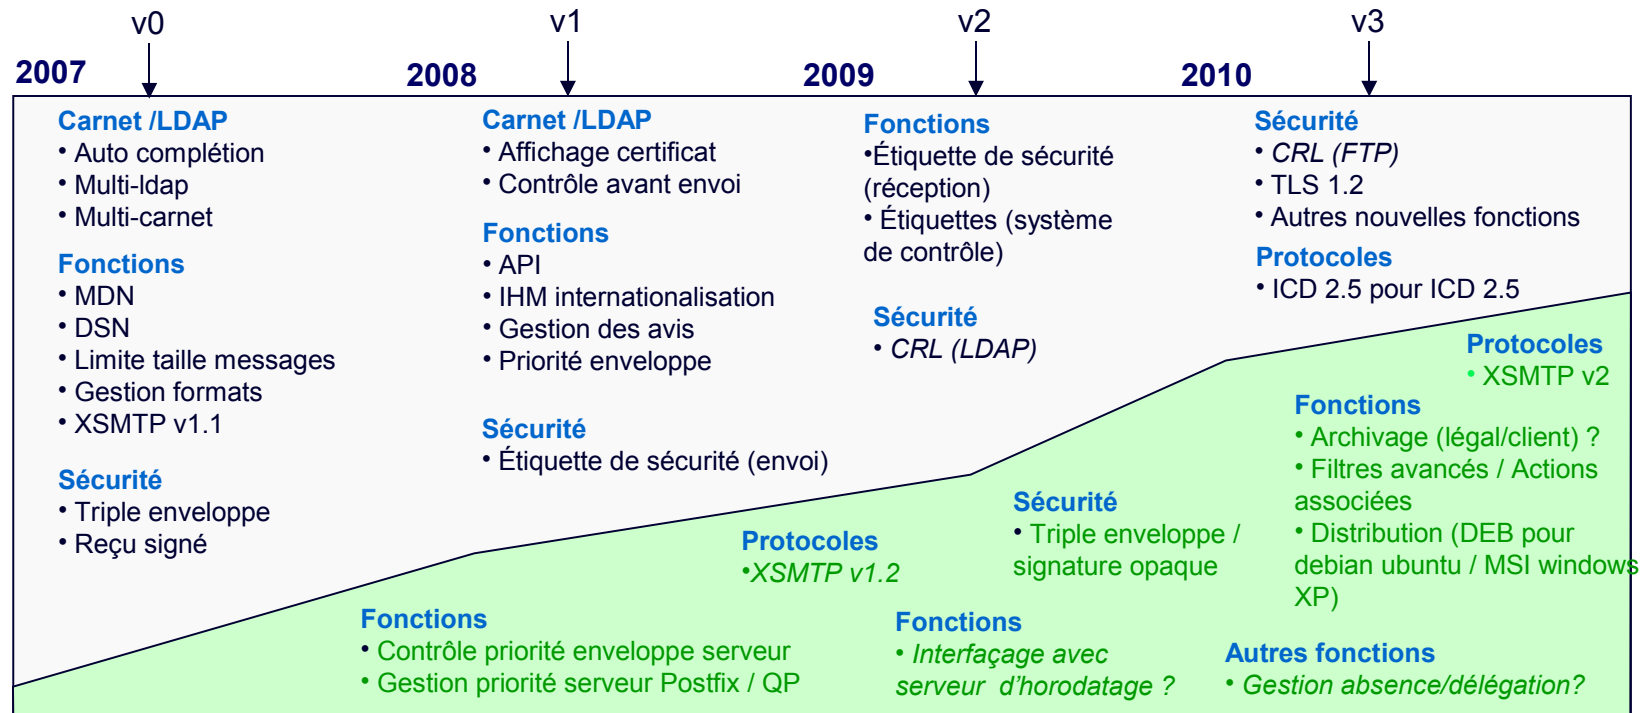 v0
v1
v2
v3
2007
2008
2009
2010
Carnet /LDAP
• Auto complétion
• Multi-ldap
• Multi-carnet
Fonctions
• MDN
• DSN
• Limite taille messages
• Gestion formats
• XSMTP v1.1
Sécurité
• Triple enveloppe
• Reçu signé
Carnet /LDAP
• Affichage certificat
• Contrôle avant envoi
Fonctions
• API
• IHM internationalisation
• Gestion des avis
• Priorité enveloppe
Sécurité
• Étiquette de sécurité (envoi)
Fonctions
•Étiquette de sécurité
(réception)
• Étiquettes (système
de contrôle)
Sécurité
• CRL (LDAP)
Sécurité
• CRL (FTP)
• TLS 1.2
• Autres nouvelles fonctions
Protocoles
• ICD 2.5 pour ICD 2.5
Fonctions
• Contrôle priorité enveloppe serveur
• Gestion priorité serveur Postfix / QP
Protocoles
•XSMTP v1.2
Sécurité
• Triple enveloppe /
signature opaque
Fonctions
• Interfaçage avec
serveur d’horodatage ?
Protocoles
• XSMTP v2
Fonctions
• Archivage (légal/client) ?
• Filtres avancés / Actions
associées
• Distribution (DEB pour
debian ubuntu / MSI windows
XP)
Autres fonctions
• Gestion absence/délégation?